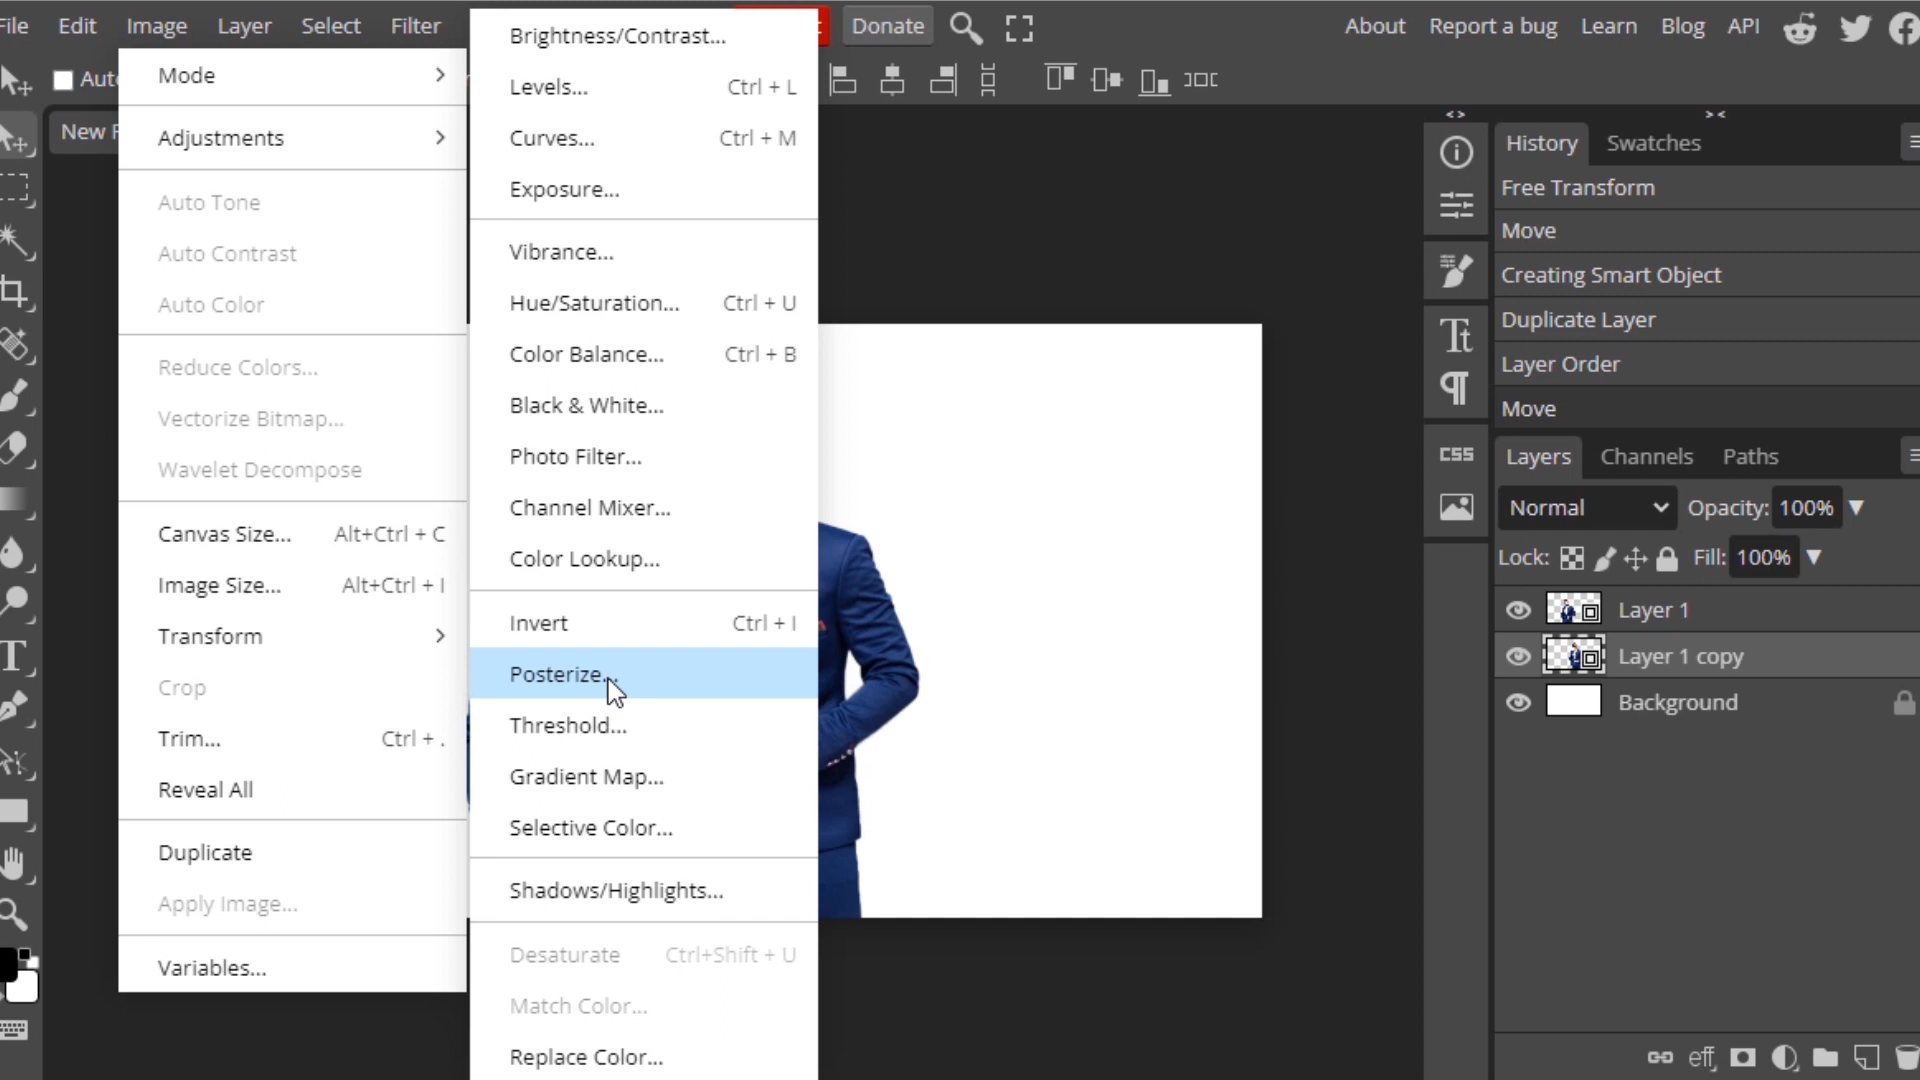 File Edit Image Layer Select Filter Donate About Report a bug Learn Blog API
New
Mode
Adjustments
Auto Tone
Auto Contrast
Auto Color
Reduce Colors...
Vectorize Bitmap...
Wavelet Decompose
Canvas Size... Alt+Ctrl + C
Image Size... Alt+Ctrl + I
Transform
Crop
Trim... Ctrl + .
Reveal All
Duplicate
Apply Image...
Variables...
Brightness/Contrast...
Levels... Ctrl + L
Curves... Ctrl + M
Exposure...
Vibrance...
Hue/Saturation... Ctrl + U
Color Balance... Ctrl + B
Black & White...
Photo Filter...
Channel Mixer...
Color Lookup...
Invert Ctrl + I
Posterize...
Threshold...
Gradient Map...
Selective Color...
Shadows/Highlights...
Desaturate Ctrl+Shift + U
Match Color...
Replace Color...
CSS
History Swatches
Free Transform
Move
Creating Smart Object
Duplicate Layer
Layer Order
Move
Layers Channels Paths
Normal Opacity: 100%
Lock: Fill: 100%
Layer 1
Layer 1 copy
Background
eff